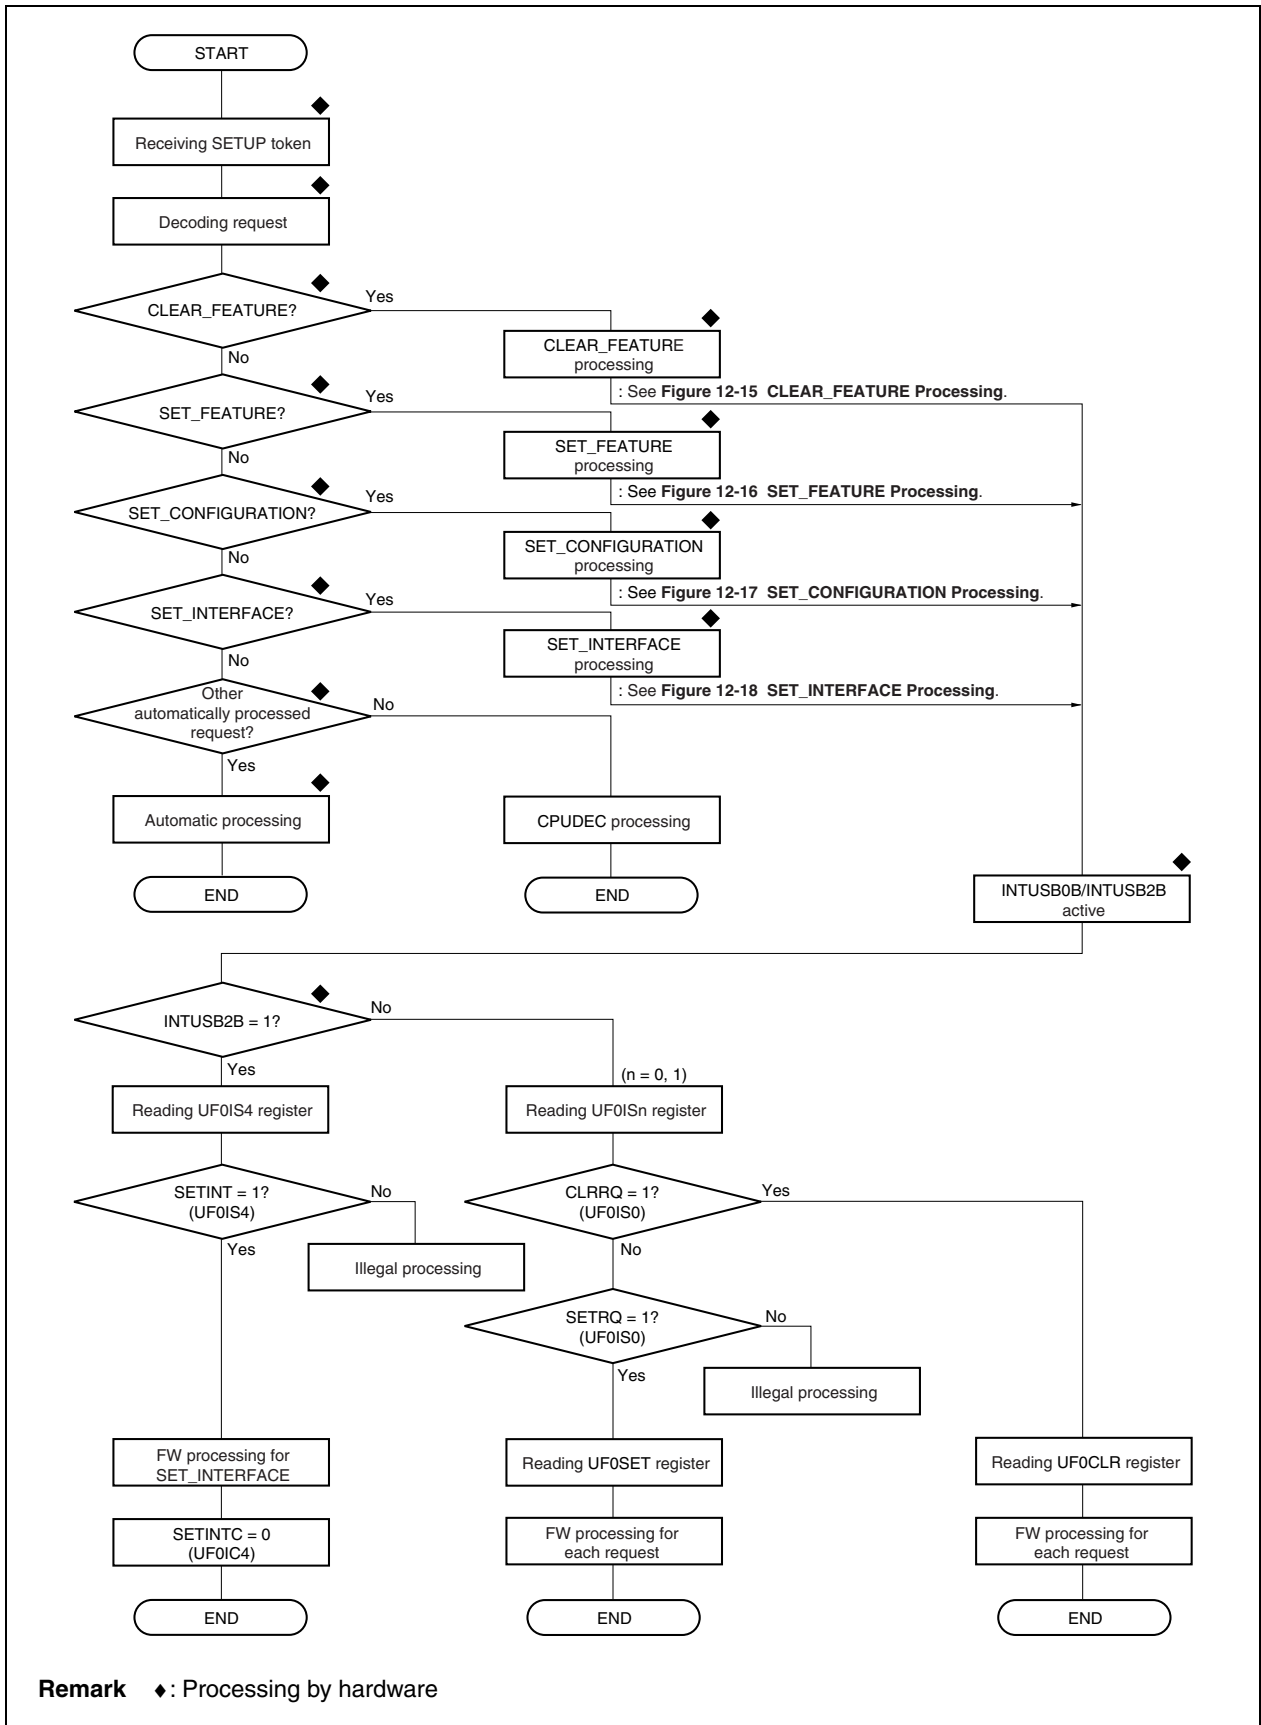 START
Receiving SETUP token
Decoding request
CLEAR_FEATURE?
Yes
No
CLEAR_FEATURE
processing
: See Figure 12-15 CLEAR_FEATURE Processing.
SET_FEATURE?
Yes
No
SET_FEATURE
processing
: See Figure 12-16 SET_FEATURE Processing.
SET_CONFIGURATION?
Yes
No
SET_CONFIGURATION
processing
: See Figure 12-17 SET_CONFIGURATION Processing.
SET_INTERFACE?
Yes
No
SET_INTERFACE
processing
: See Figure 12-18 SET_INTERFACE Processing.
Other
automatically processed
request?
No
Yes
Automatic processing
CPUDEC processing
END
END
INTUSB0B/INTUSB2B
active
INTUSB2B = 1?
No
Yes
(n = 0, 1)
Reading UF0IS4 register
Reading UF0ISn register
SETINT = 1?
(UF0IS4)
No
Yes
Illegal processing
CLRRQ = 1?
(UF0IS0)
Yes
No
SETRQ = 1?
(UF0IS0)
No
Yes
Illegal processing
FW processing for
SET_INTERFACE
Reading UF0SET register
Reading UF0CLR register
SETINTC = 0
(UF0IC4)
FW processing for
each request
FW processing for
each request
END
END
END
Remark ♦: Processing by hardware